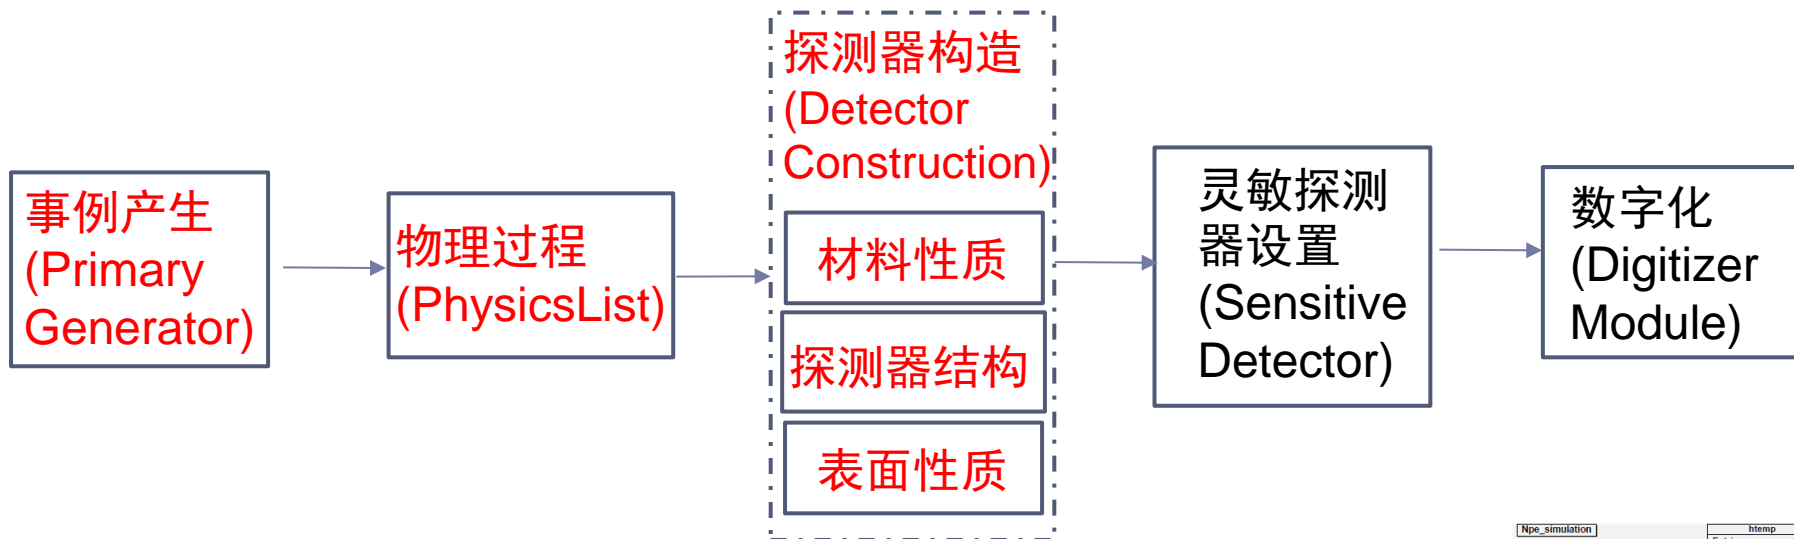 事例产生
(Primary
Generator)
物理过程
(PhysicsList)
探测器构造
(Detector
Construction)
材料性质
探测器结构
表面性质
灵敏探测
器设置
(Sensitive
Detector)
数字化
(Digitizer
Module)
Npe_simulation
htemp